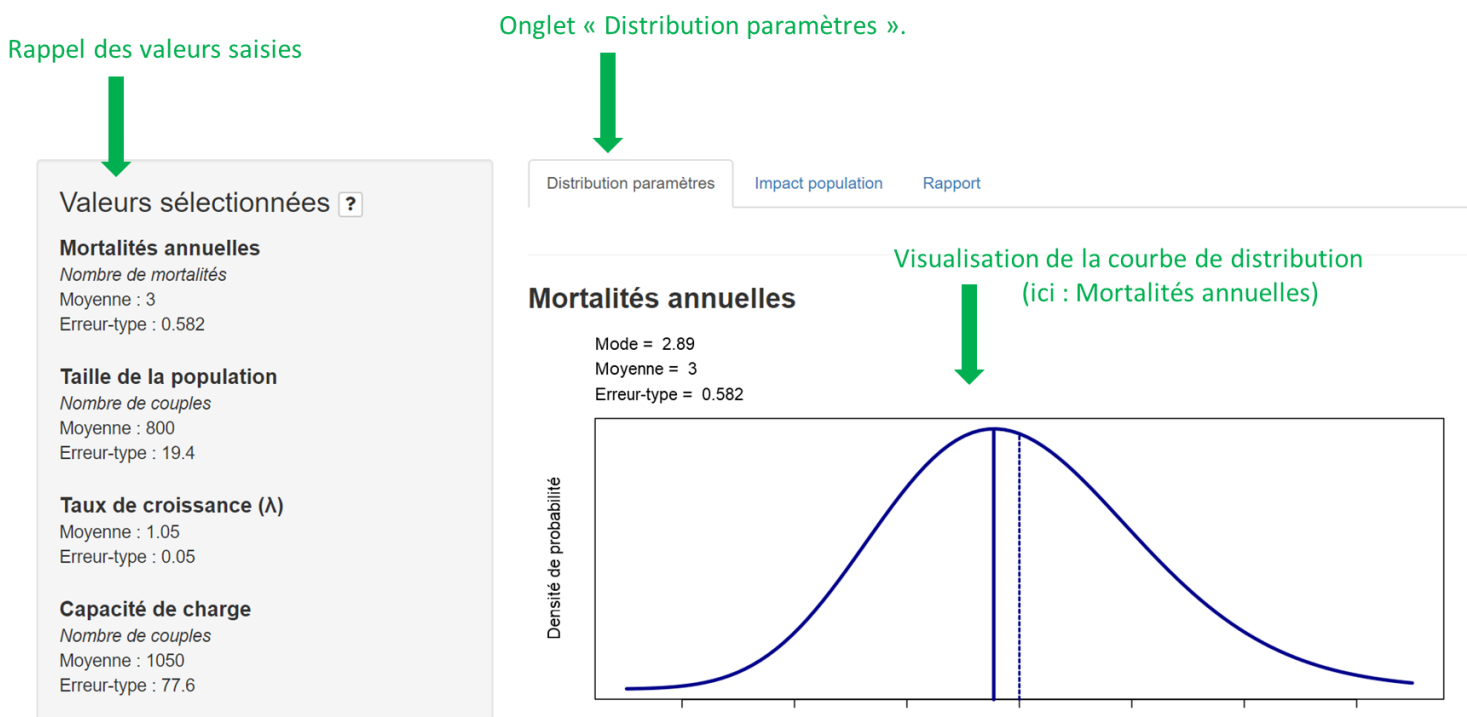 Onglet « Distribution paramètres ».
Rappel des valeurs saisies
Distribution paramètres
Impact population
Rapport
Valeurs sélectionnées ?
Mortalités annuelles
Nombre de mortalités
Moyenne : 3
Erreur-type : 0.582
Taille de la population
Nombre de couples
Moyenne : 800
Erreur-type : 19.4
Taux de croissance (λ)
Moyenne : 1.05
Erreur-type : 0.05
Capacité de charge
Nombre de couples
Moyenne : 1050
Erreur-type : 77.6
Visualisation de la courbe de distribution
(ici : Mortalités annuelles)
Mortalités annuelles
Mode = 2.89
Moyenne = 3
Erreur-type = 0.582
Densité de probabilité